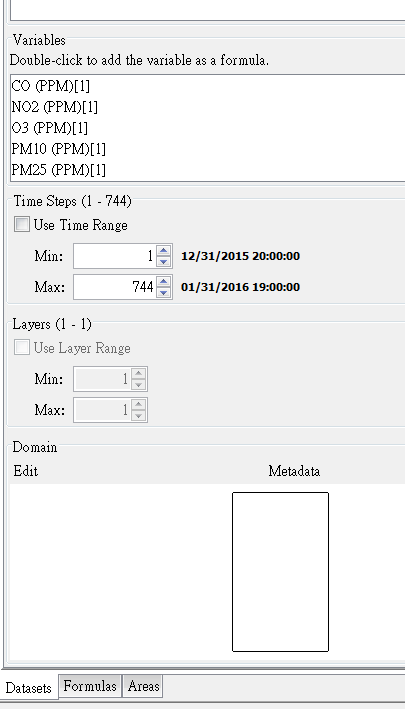 Variables
Double-click to add the variable as a formula.
CO (PPM)[1]
NO2 (PPM)[1]
O3 (PPM)[1]
PM10 (PPM)[1]
PM25 (PPM)[1]
Time Steps (1 - 744)
Use Time Range
Min: 1 12/31/2015 20:00:00
Max: 744 01/31/2016 19:00:00
Layers (1 - 1)
Use Layer Range
Min: 1
Max: 1
Domain
Edit Metadata
Datasets Formulas Areas